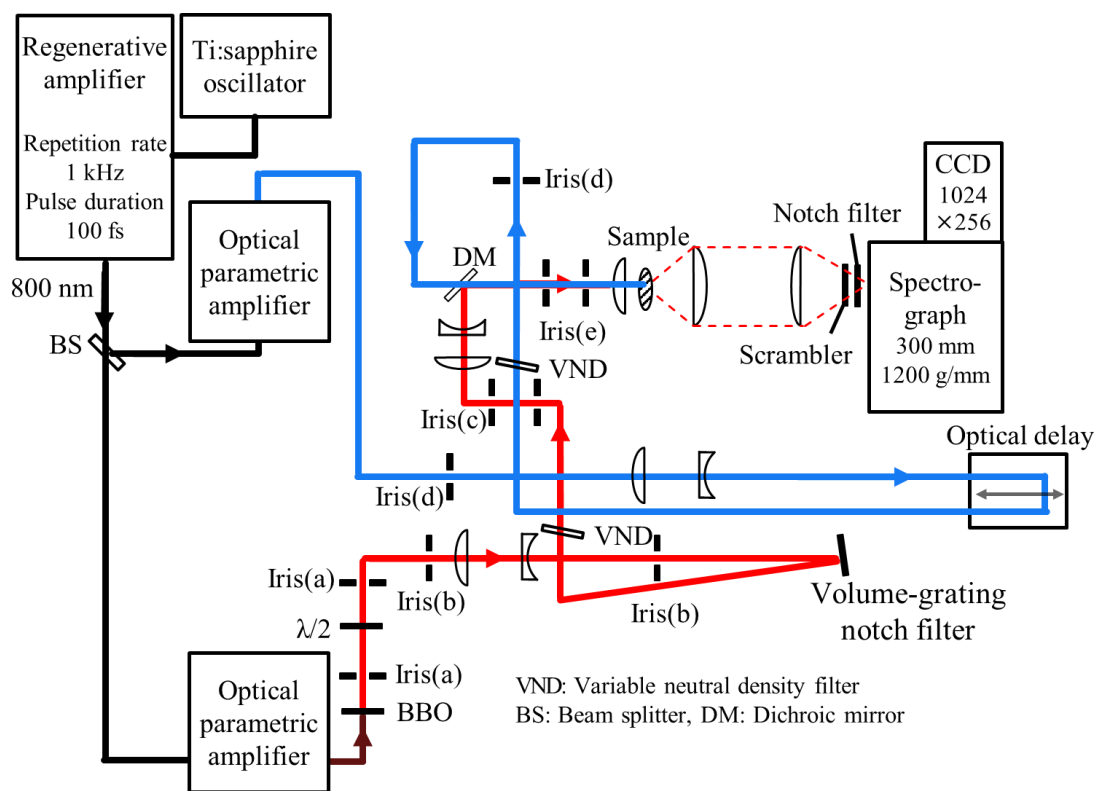 Regenerative
amplifier
Repetition rate
1 kHz
Pulse duration
100 fs
Ti:sapphire
oscillator
800 nm
BS
Optical
parametric
amplifier
Iris(d)
DM
Sample
Iris(e)
Notch filter
Scrambler
CCD
1024
×256
Spectro-
graph
300 mm
1200 g/mm
VND
Iris(c)
Iris(d)
Optical delay
VND
Iris(a)
Iris(b)
Iris(b)
λ/2
Volume-grating
notch filter
Iris(a)
BBO
Optical
parametric
amplifier
VND: Variable neutral density filter
BS: Beam splitter, DM: Dichroic mirror